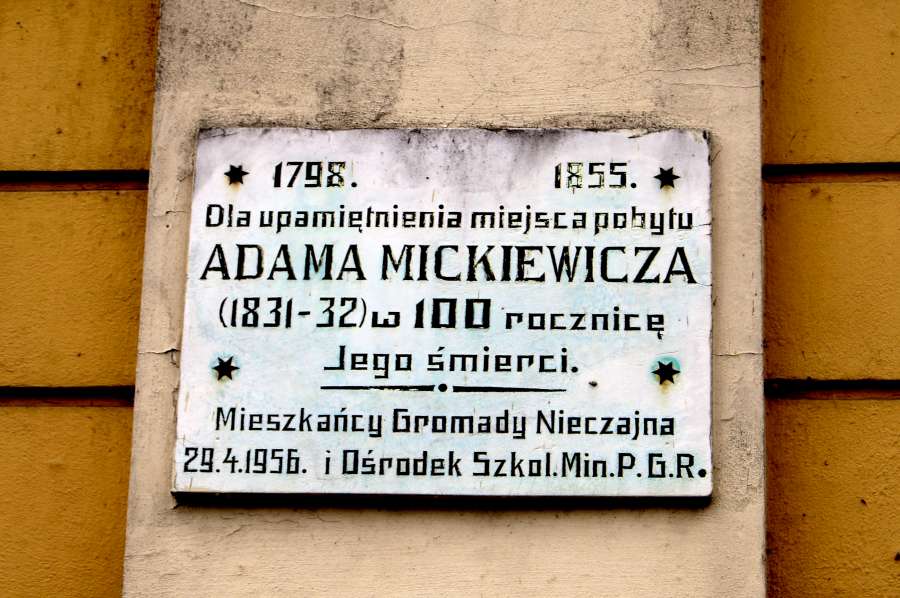 1798. 1855.
Dla upamiętnienia miejsca pobytu
ADAMA MICKIEWICZA
(1831-32) w 100 rocznicę
Jego śmierci.
Mieszkańcy Gromady Nieczajna
29.4.1956. i Ośrodek Szkol.Min.P.G.R.